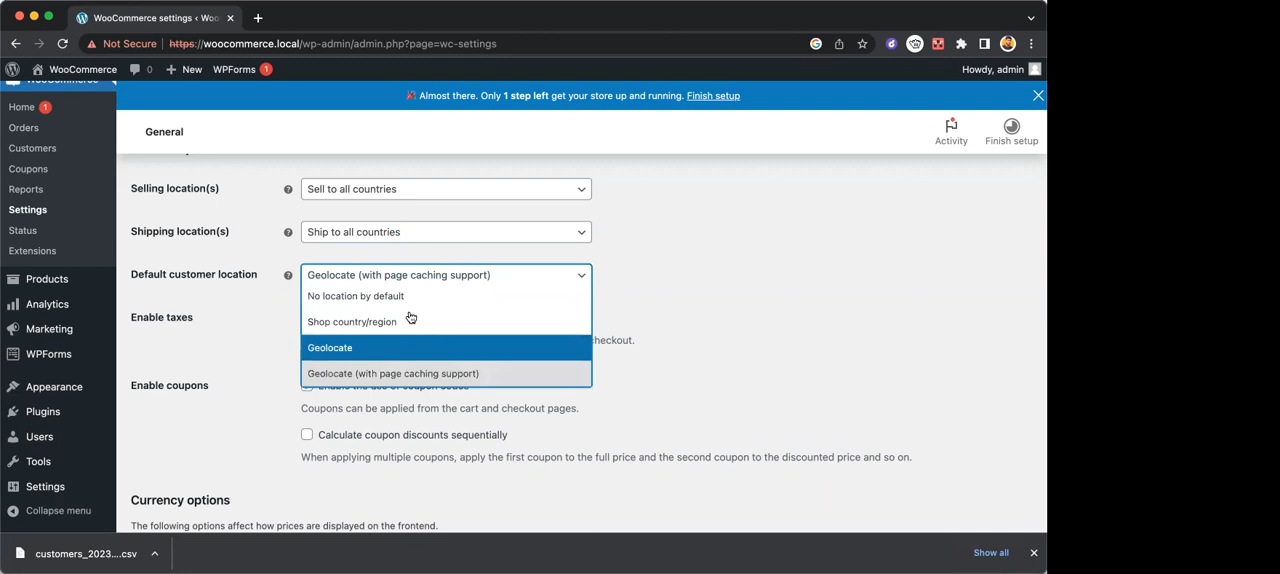 WooCommerce settings ‹ Woo
Not Secure
https://woocommerce.local/wp-admin/admin.php?page=wc-settings
WooCommerce
0
New
WPForms 1
Howdy, admin
WooCommerce
Almost there. Only 1 step left get your store up and running. Finish setup
Home 1
Orders
Customers
Coupons
Reports
Settings
Status
Extensions
Products
Analytics
Marketing
WPForms
Appearance
Plugins
Users
Tools
Settings
Collapse menu
General
Activity
Finish setup
Selling location(s)
Sell to all countries
Shipping location(s)
Ship to all countries
Default customer location
Geolocate (with page caching support)
No location by default
Shop country/region
Geolocate
Geolocate (with page caching support)
Enable taxes
checkout.
Enable coupons
Enable the use of coupon codes
Coupons can be applied from the cart and checkout pages.
Calculate coupon discounts sequentially
When applying multiple coupons, apply the first coupon to the full price and the second coupon to the discounted price and so on.
Currency options
The following options affect how prices are displayed on the frontend.
customers_2023....csv
Show all